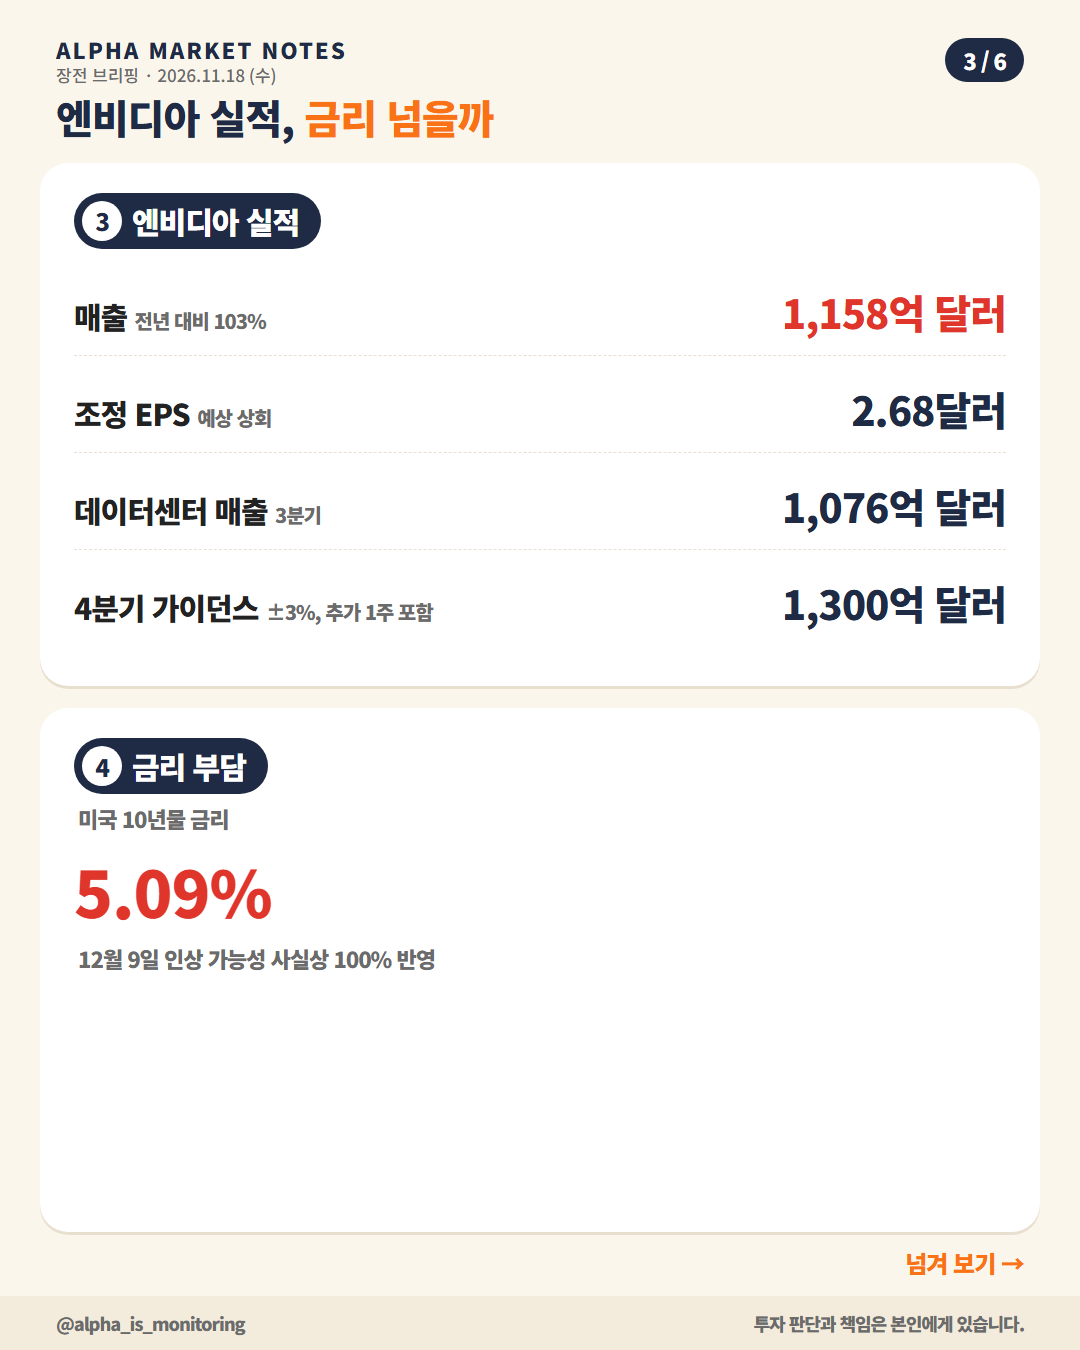 ALPHA MARKET NOTES
장전 브리핑 · 2026.11.18 (수)
3 / 6
엔비디아 실적, 금리 넘을까
3 엔비디아 실적
매출 전년 대비 103% 1,158억 달러
조정 EPS 예상 상회 2.68달러
데이터센터 매출 3분기 1,076억 달러
4분기 가이던스 ±3%, 추가 1주 포함 1,300억 달러
4 금리 부담
미국 10년물 금리
5.09%
12월 9일 인상 가능성 사실상 100% 반영
넘겨 보기 →
@alpha_is_monitoring 투자 판단과 책임은 본인에게 있습니다.